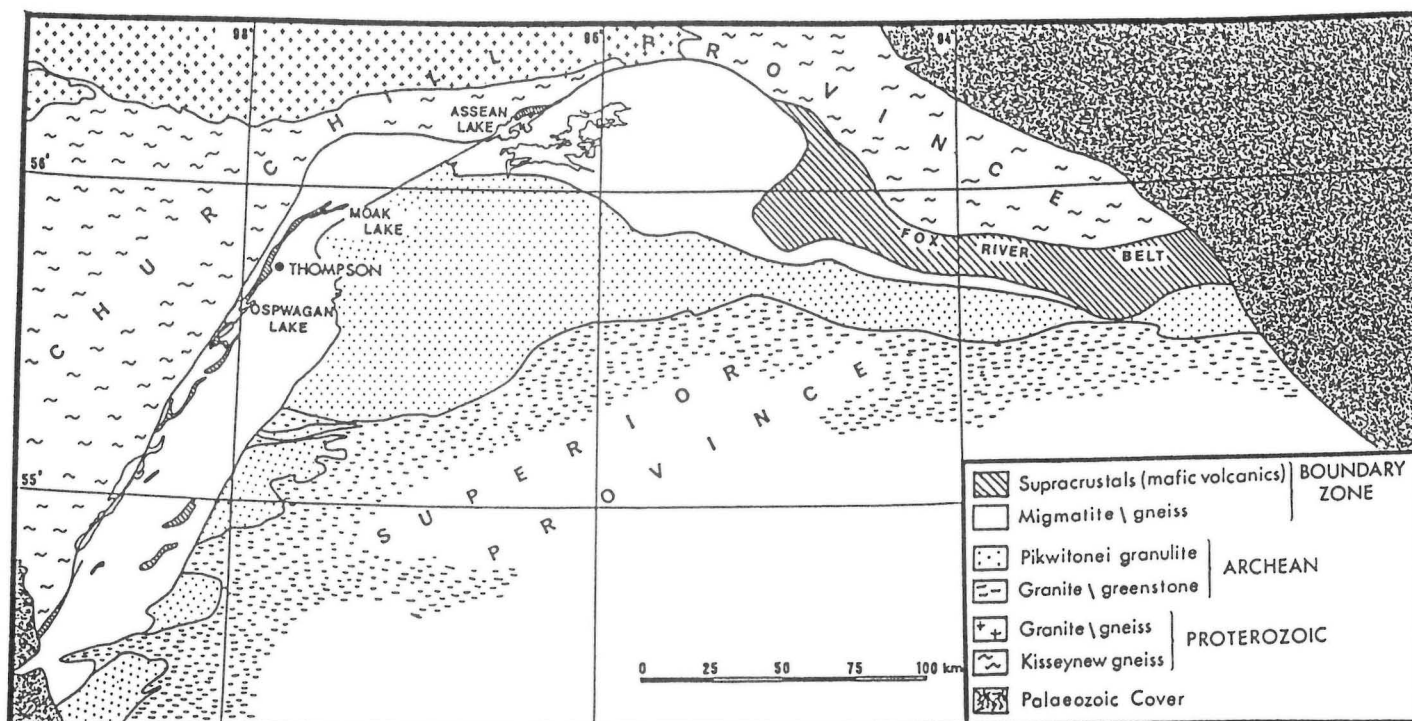 98°
96°
94°
CHURCHILL PROVINCE
ASSEAN
LAKE
56°
MOAK
LAKE
THOMPSON
OSPWAGAN
LAKE
FOX RIVER BELT
SUPERIOR
PROVINCE
55°
0 25 50 75 100 km
Supracrustals (mafic volcanics)
Migmatite \ gneiss
BOUNDARY
ZONE
Pikwitonei granulite
Granite \ greenstone
ARCHEAN
Granite \ gneiss
Kisseynew gneiss
PROTEROZOIC
Palaeozoic Cover